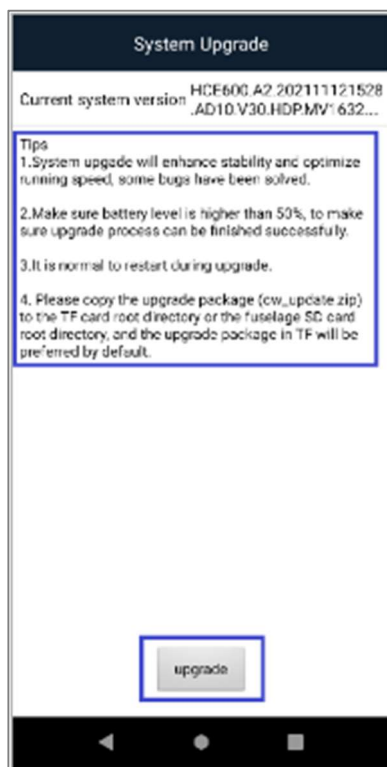 System Upgrade
Current system version HCE600.A2.202111121528
.AD10.V30.HDP.MV1632...
Tips
1.System upgade will enhance stability and optimize
running speed, some bugs have been solved.
2.Make sure battery level is higher than 50%, to make
sure upgrade process can be finished successfully.
3.It is normal to restart during upgrade.
4. Please copy the upgrade package (cw_update.zip)
to the TF card root directory or the fuselage SD card
root directory, and the upgrade package in TF will be
preferred by default.
upgrade